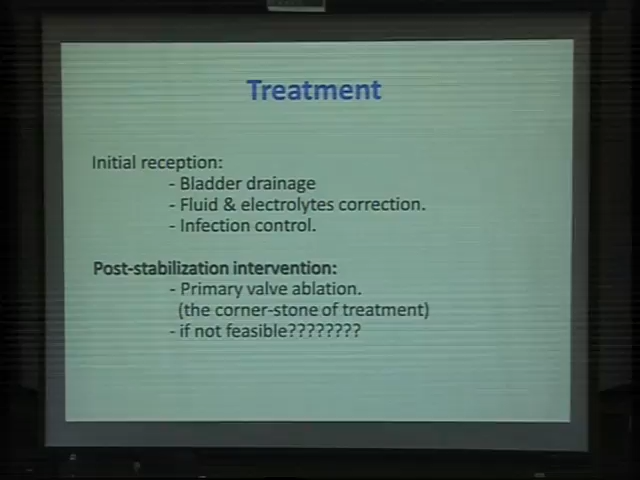 Treatment
Initial reception:
- Bladder drainage
- Fluid & electrolytes correction.
- Infection control.
Post-stabilization intervention:
- Primary valve ablation.
(the corner-stone of treatment)
- if not feasible????????